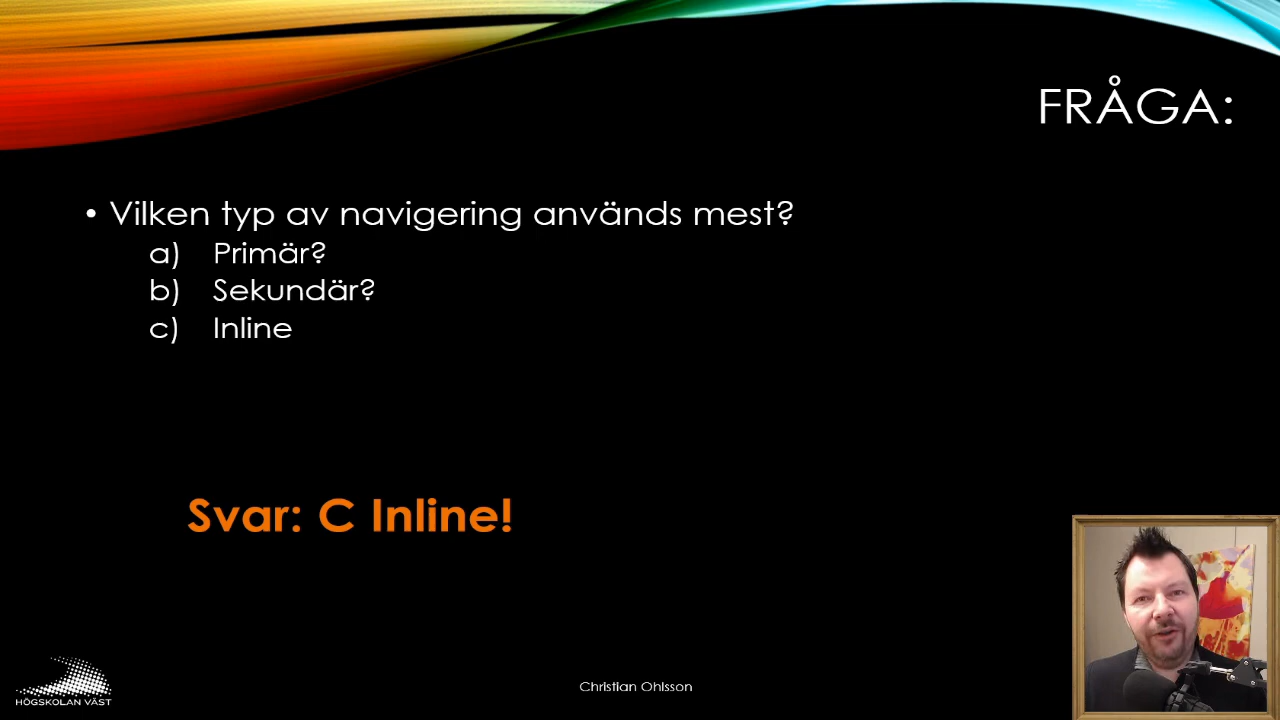 FRÅGA:
• Vilken typ av navigering används mest?
a) Primär?
b) Sekundär?
c) Inline
Svar: C Inline!
HÖGSKOLAN VÄST
Christian Ohlsson